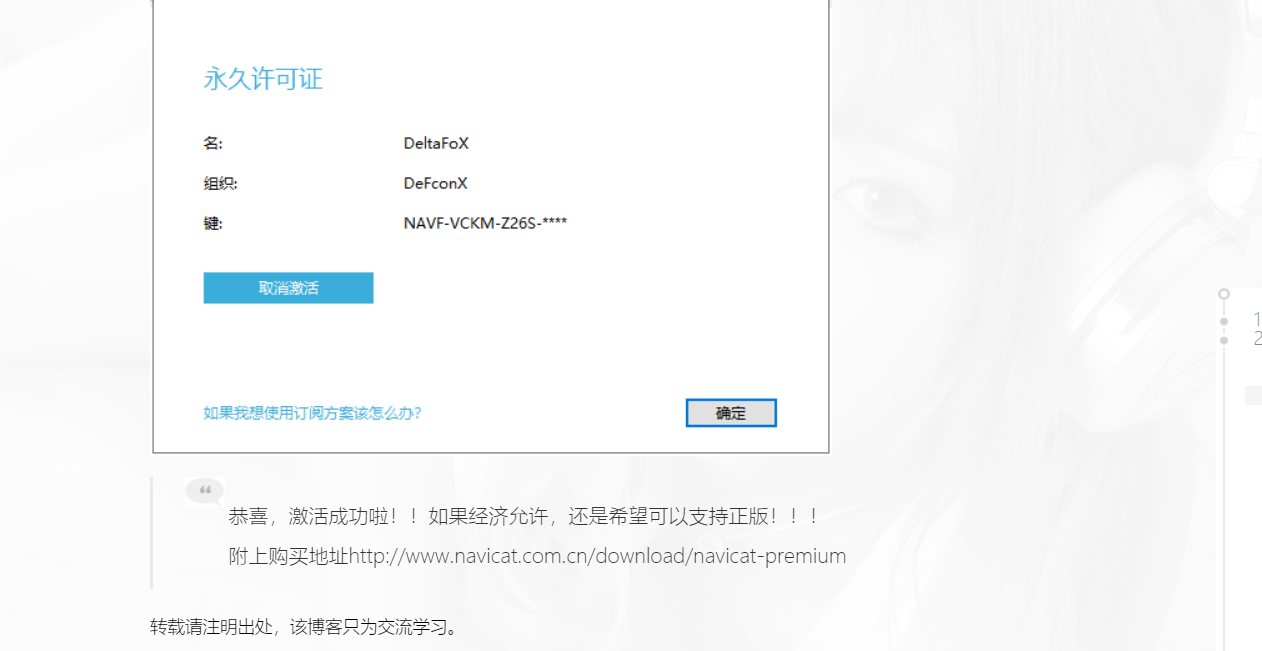 永久许可证
名: DeltaFoX
组织: DeFconX
键: NAVF-VCKM-Z26S-****
取消激活
如果我想使用订阅方案该怎么办? 确定
恭喜，激活成功啦！！如果经济允许，还是希望可以支持正版！！！
附上购买地址http://www.navicat.com.cn/download/navicat-premium
转载请注明出处，该博客只为交流学习。
1
2